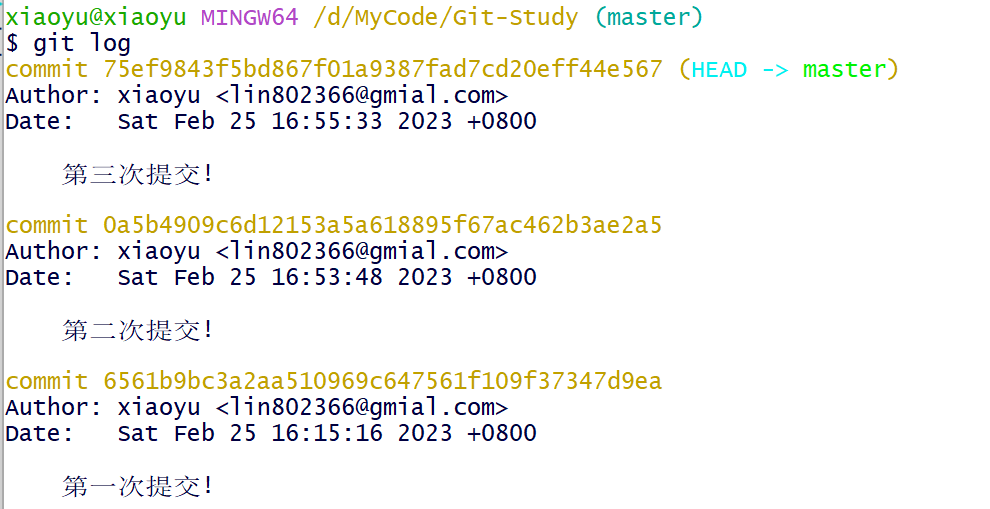 xiaoyu@xiaoyu MINGW64 /d/MyCode/Git-Study (master)
$ git log
commit 75ef9843f5bd867f01a9387fad7cd20eff44e567 (HEAD -> master)
Author: xiaoyu <lin802366@gmial.com>
Date:   Sat Feb 25 16:55:33 2023 +0800
第三次提交!
commit 0a5b4909c6d12153a5a618895f67ac462b3ae2a5
Author: xiaoyu <lin802366@gmial.com>
Date:   Sat Feb 25 16:53:48 2023 +0800
第二次提交!
commit 6561b9bc3a2aa510969c647561f109f37347d9ea
Author: xiaoyu <lin802366@gmial.com>
Date:   Sat Feb 25 16:15:16 2023 +0800
第一次提交!